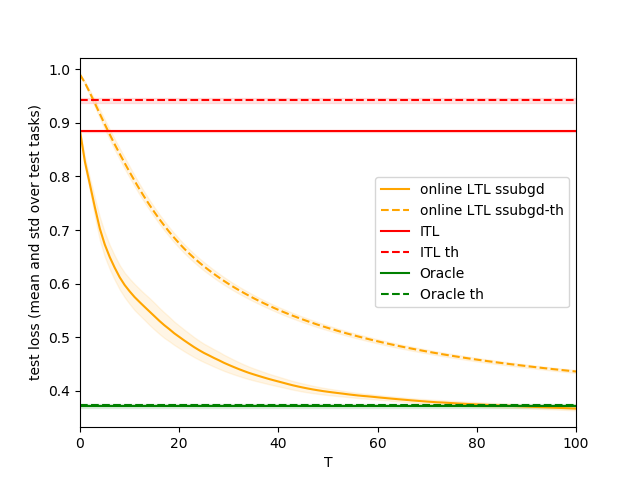 test loss (mean and std over test tasks)
1.0
0.9
0.8
0.7
0.6
0.5
0.4
online LTL ssubgd
online LTL ssubgd-th
ITL
ITL th
Oracle
Oracle th
0 20 40 60 80 100
T